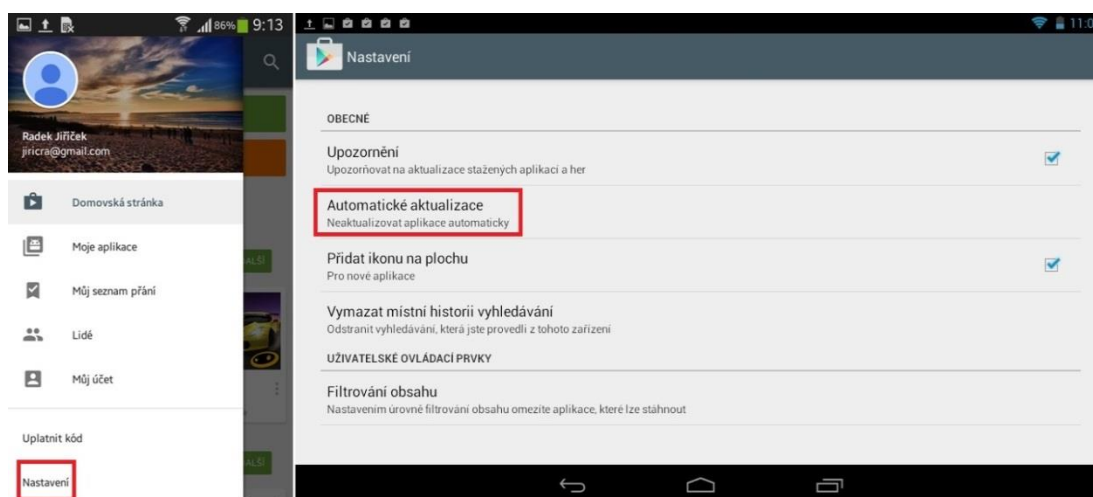 86% 9:13
Radek Jiříček
jiricra@gmail.com
Domovská stránka
Moje aplikace
Můj seznam přání
Lidé
Můj účet
Uplatnit kód
Nastavení
Nastavení
OBECNÉ
Upozornění
Upozorňovat na aktualizace stažených aplikací a her
Automatické aktualizace
Neaktualizovat aplikace automaticky
Přidat ikonu na plochu
Pro nové aplikace
Vymazat místní historii vyhledávání
Odstranit vyhledávání, která jste provedli z tohoto zařízení
UŽIVATELSKÉ OVLÁDACÍ PRVKY
Filtrování obsahu
Nastavením úrovně filtrování obsahu omezíte aplikace, které lze stáhnout